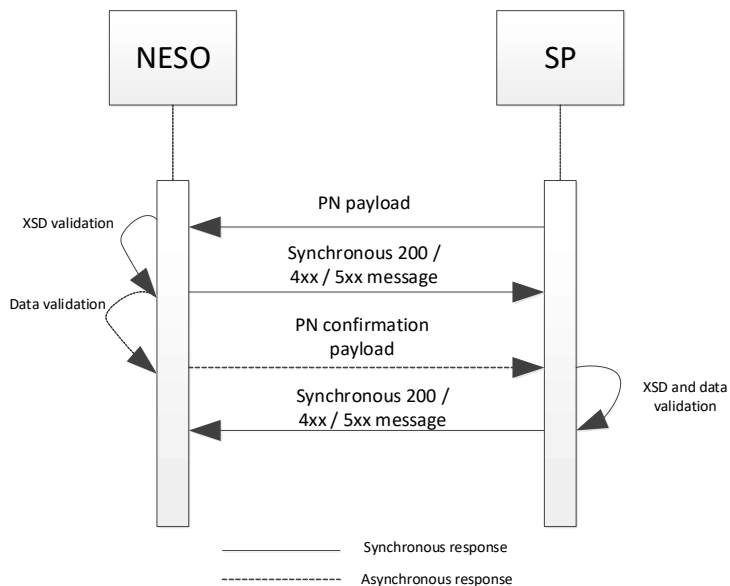 NESO
SP
PN payload
XSD validation
Synchronous 200 /
4xx / 5xx message
Data validation
PN confirmation
payload
XSD and data
validation
Synchronous 200 /
4xx / 5xx message
Synchronous response
Asynchronous response